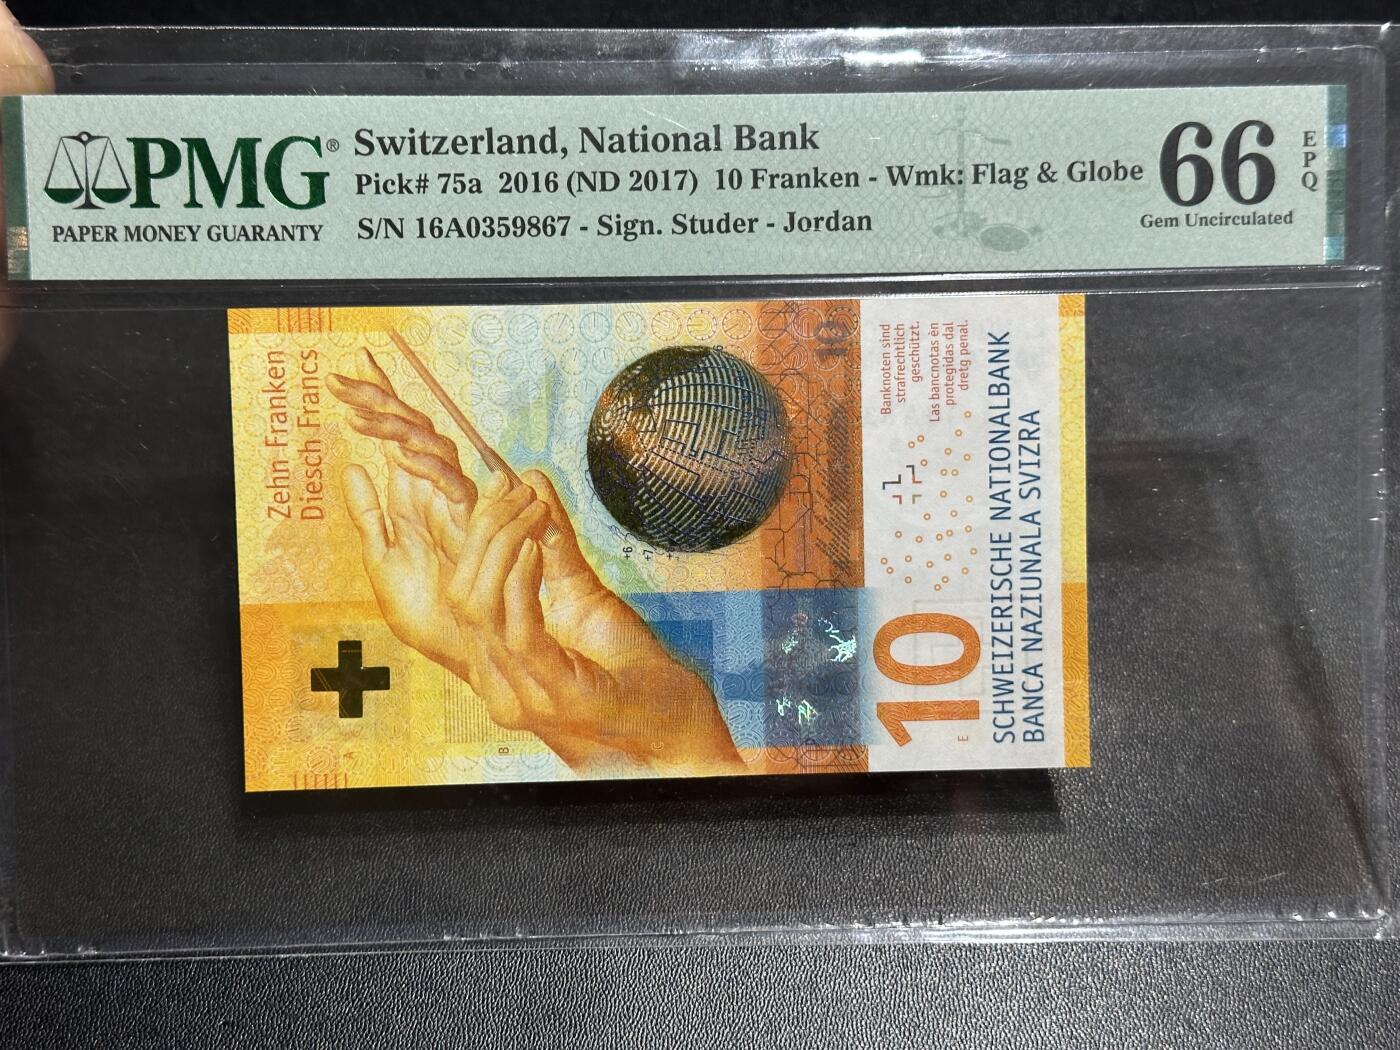 PMG®
PAPER MONEY GUARANTY
Switzerland, National Bank
Pick# 75a 2016 (ND 2017) 10 Franken - Wmk: Flag & Globe
S/N 16A0359867 - Sign. Studer - Jordan
66
EPQ
Gem Uncirculated
Zehn Franken
Diesch Francs
10
Banknoten sind
strafrechtlich
geschützt.
Las bancnotas èn
protegidas dal
dretg penal.
+6
+7
10
SCHWEIZERISCHE NATIONALBANK
BANCA NAZIUNALA SVIZRA
A
B
C
E